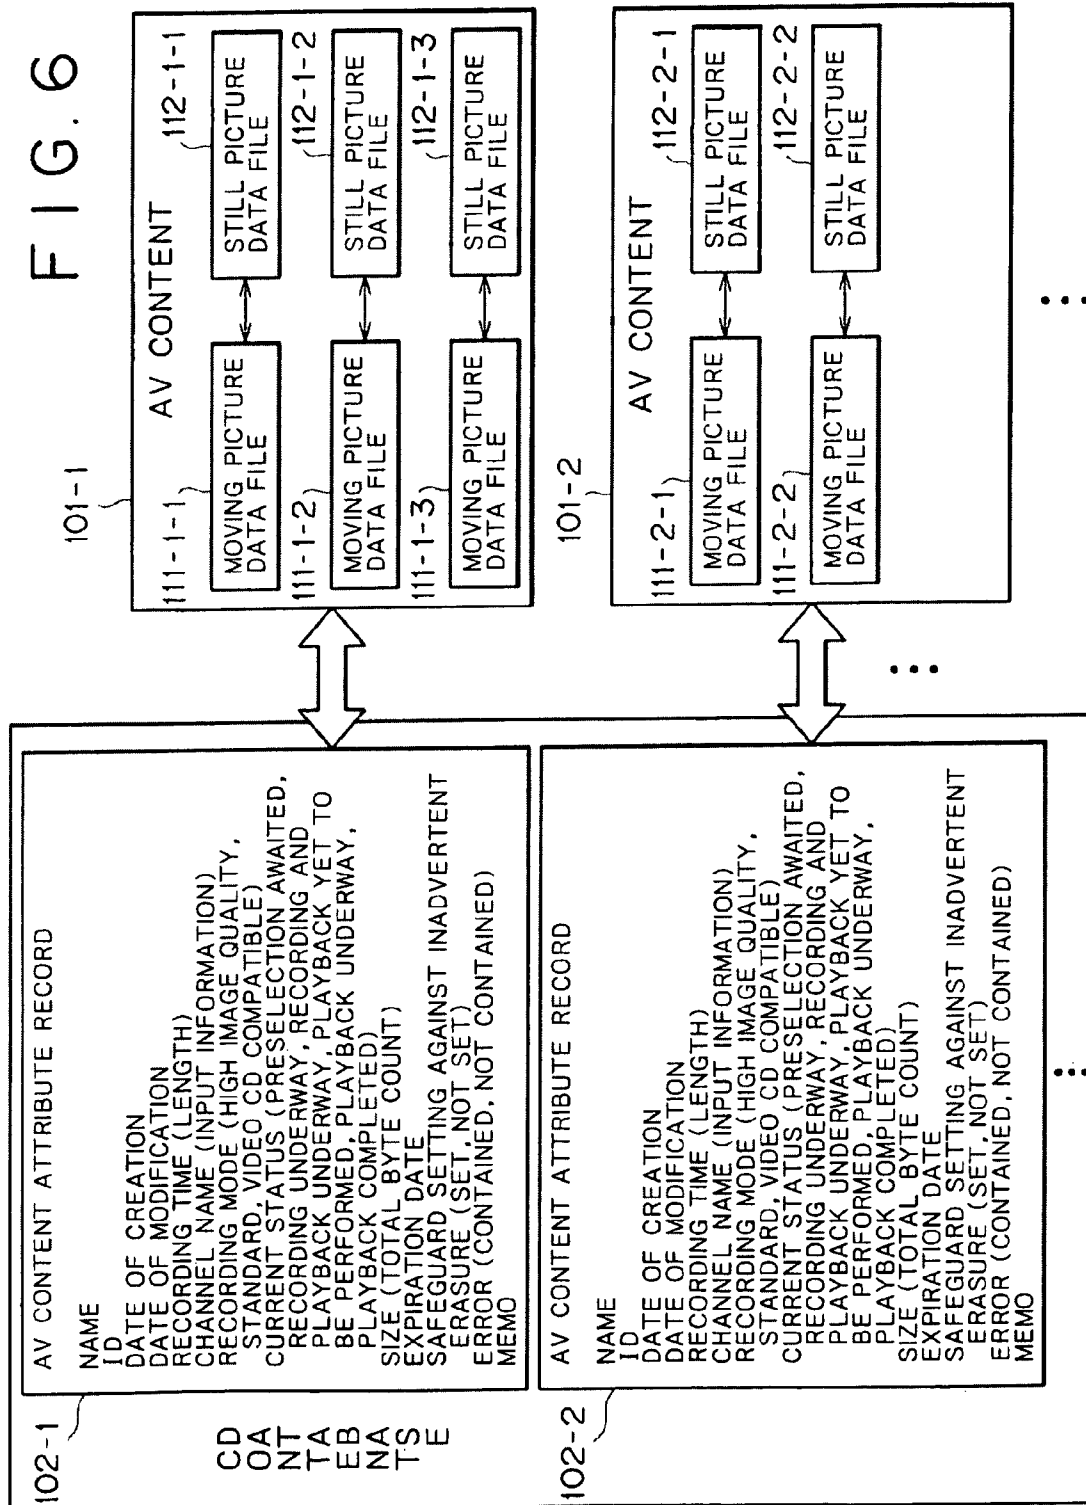 FIG. 6
102-1
AV CONTENT ATTRIBUTE RECORD
NAME
ID
DATE OF CREATION
DATE OF MODIFICATION
RECORDING TIME (LENGTH)
CHANNEL NAME (INPUT INFORMATION)
RECORDING MODE (HIGH IMAGE QUALITY,
STANDARD, VIDEO CD COMPATIBLE)
CURRENT STATUS (PRESELECTION AWAITED,
RECORDING UNDERWAY, RECORDING AND
PLAYBACK UNDERWAY, PLAYBACK YET TO
BE PERFORMED, PLAYBACK UNDERWAY,
PLAYBACK COMPLETED)
SIZE (TOTAL BYTE COUNT)
EXPIRATION DATE
SAFEGUARD SETTING AGAINST INADVERTENT
ERASURE (SET, NOT SET)
ERROR (CONTAINED, NOT CONTAINED)
MEMO
CD
OA
NT
TA
EB
NA
TS
E
102-2
AV CONTENT ATTRIBUTE RECORD
NAME
ID
DATE OF CREATION
DATE OF MODIFICATION
RECORDING TIME (LENGTH)
CHANNEL NAME (INPUT INFORMATION)
RECORDING MODE (HIGH IMAGE QUALITY,
STANDARD, VIDEO CD COMPATIBLE)
CURRENT STATUS (PRESELECTION AWAITED,
RECORDING UNDERWAY, RECORDING AND
PLAYBACK UNDERWAY, PLAYBACK YET TO
BE PERFORMED, PLAYBACK UNDERWAY,
PLAYBACK COMPLETED)
SIZE (TOTAL BYTE COUNT)
EXPIRATION DATE
SAFEGUARD SETTING AGAINST INADVERTENT
ERASURE (SET, NOT SET)
ERROR (CONTAINED, NOT CONTAINED)
MEMO
101-1
AV CONTENT
111-1-1
MOVING PICTURE
DATA FILE
112-1-1
STILL PICTURE
DATA FILE
111-1-2
MOVING PICTURE
DATA FILE
112-1-2
STILL PICTURE
DATA FILE
111-1-3
MOVING PICTURE
DATA FILE
112-1-3
STILL PICTURE
DATA FILE
101-2
AV CONTENT
111-2-1
MOVING PICTURE
DATA FILE
112-2-1
STILL PICTURE
DATA FILE
111-2-2
MOVING PICTURE
DATA FILE
112-2-2
STILL PICTURE
DATA FILE